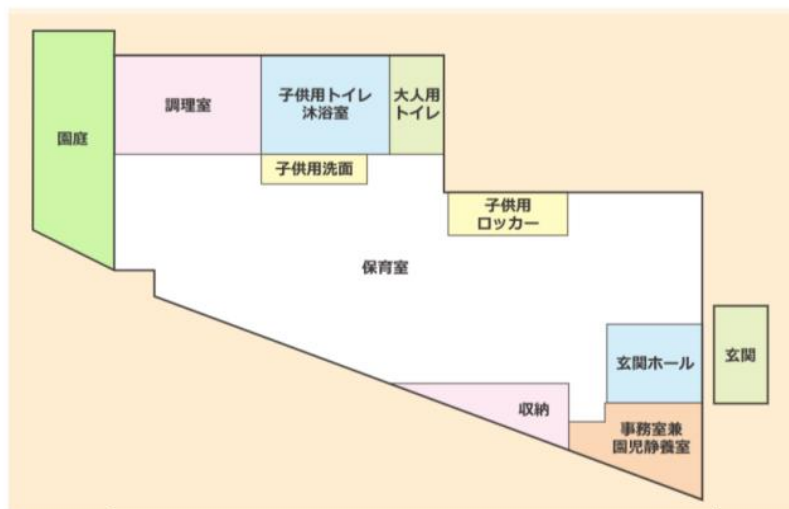 園庭
調理室
子供用トイレ
沐浴室
大人用
トイレ
子供用洗面
子供用
ロッカー
保育室
玄関ホール
玄関
収納
事務室兼
園児静養室